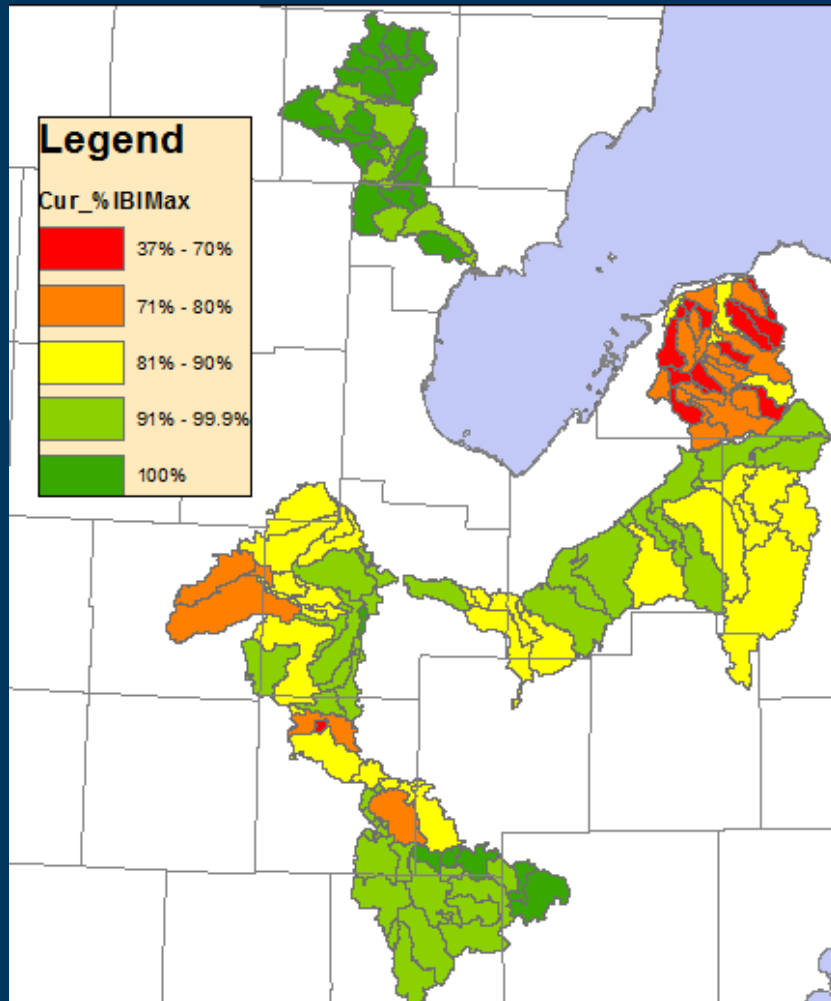 Legend
Cur_%IBIMax
37% - 70%
71% - 80%
81% - 90%
91% - 99.9%
100%